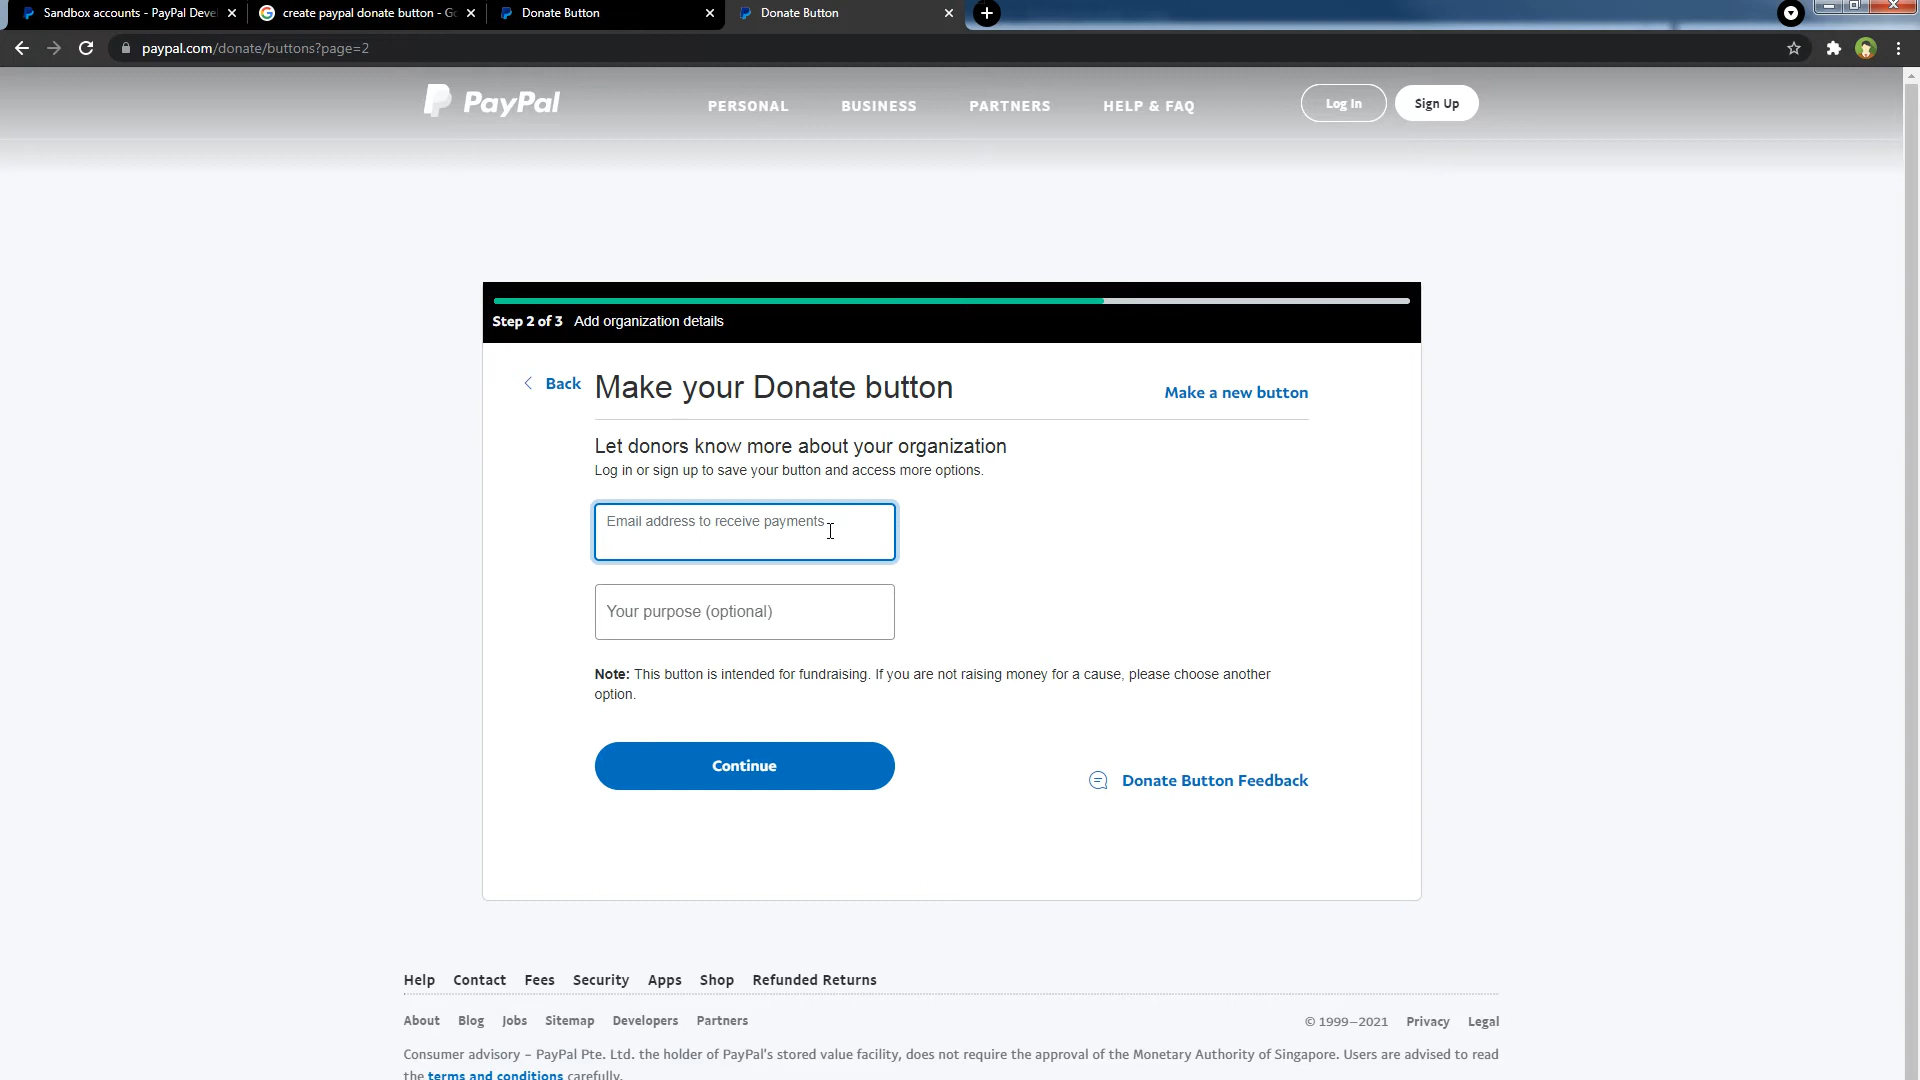 Sandbox accounts - PayPal Deve
create paypal donate button - Go
Donate Button
Donate Button
paypal.com/donate/buttons?page=2
PayPal
PERSONAL
BUSINESS
PARTNERS
HELP & FAQ
Log In
Sign Up
Step 2 of 3 Add organization details
Back
Make your Donate button
Make a new button
Let donors know more about your organization
Log in or sign up to save your button and access more options.
Email address to receive payments
Your purpose (optional)
Note: This button is intended for fundraising. If you are not raising money for a cause, please choose another
option.
Continue
Donate Button Feedback
Help Contact Fees Security Apps Shop Refunded Returns
About Blog Jobs Sitemap Developers Partners
© 1999–2021 Privacy Legal
Consumer advisory – PayPal Pte. Ltd. the holder of PayPal's stored value facility, does not require the approval of the Monetary Authority of Singapore. Users are advised to read
the terms and conditions carefully.